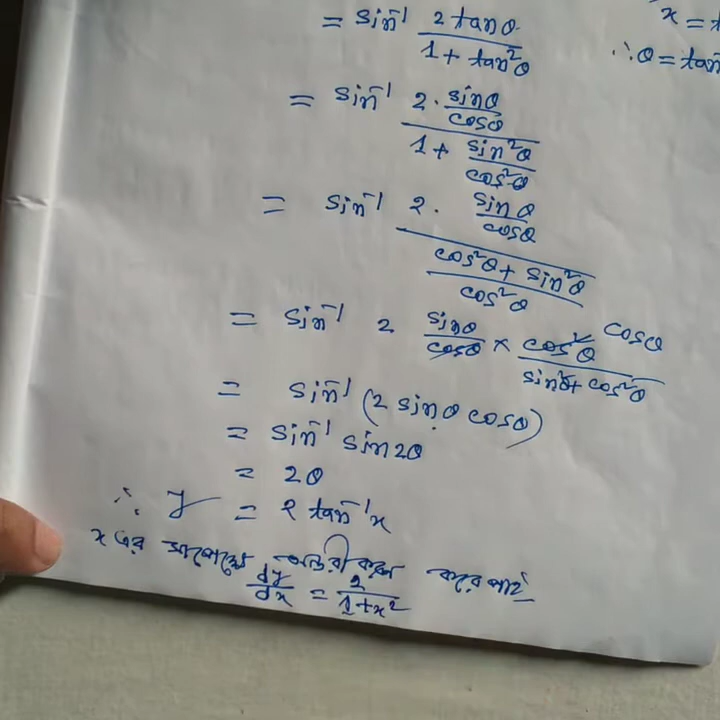 = sin⁻¹ 2 tanθ / 1 + tan²θ
x = t
∴ θ = tan
= sin⁻¹ 2 · sinθ/cosθ / 1 + sin²θ/cos²θ
= sin⁻¹ 2 · sinθ/cosθ / cos²θ + sin²θ/cos²θ
= sin⁻¹ 2 sinθ/cosθ × cos²θ/sin²θ + cos²θ cosθ
= sin⁻¹ (2 sinθ cosθ)
= sin⁻¹ sin2θ
= 2θ
∴ y = 2 tan⁻¹x
x এর সাপেক্ষে অন্তরীকরণ করে পাই
dy/dx = 2/1+x²